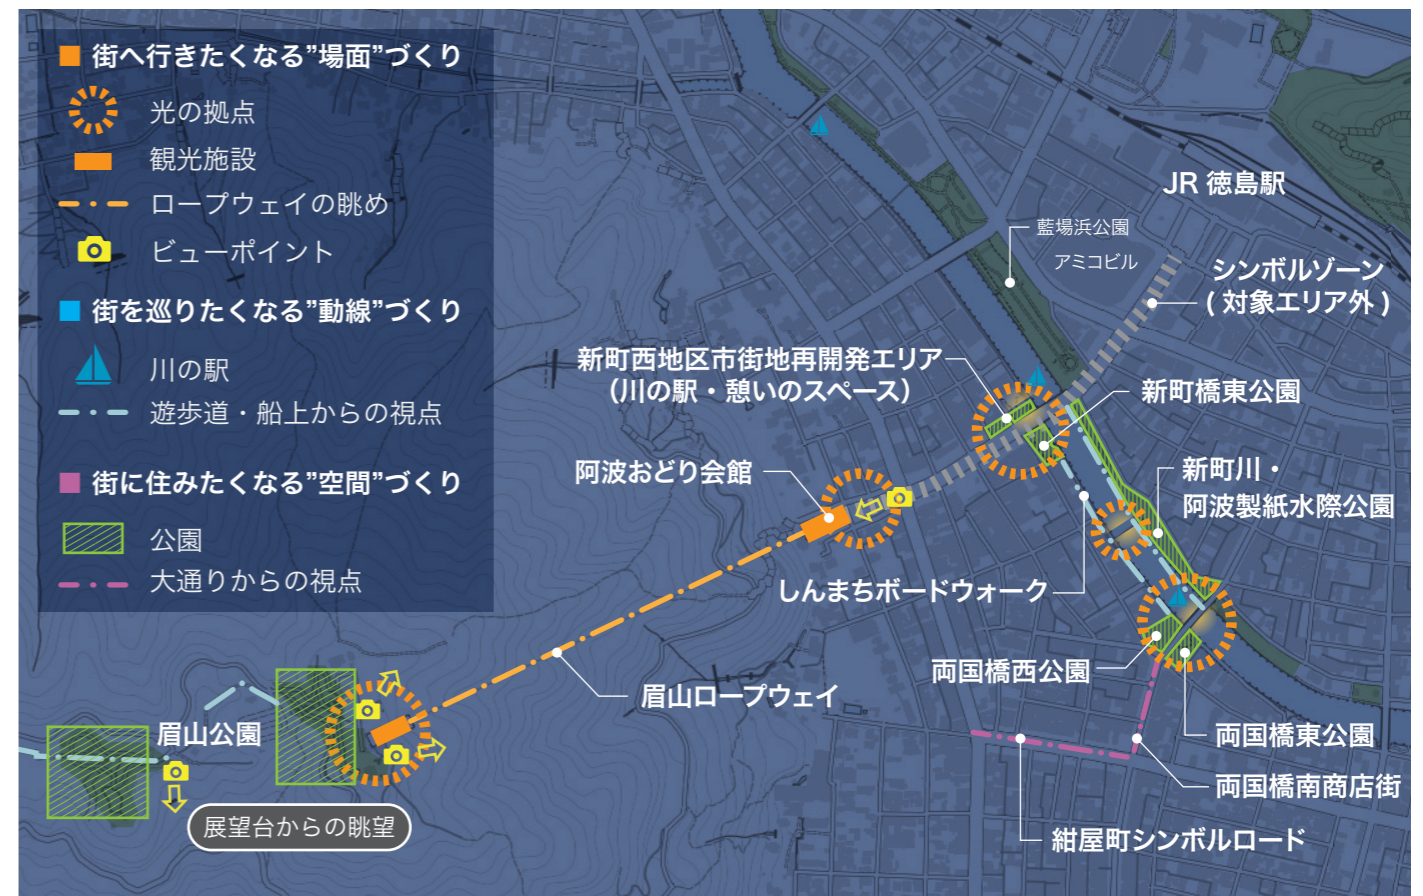 街へ行きたくなる”場面”づくり
光の拠点
観光施設
ロープウェイの眺め
ビューポイント
街を巡りたくなる”動線”づくり
川の駅
遊歩道・船上からの視点
街に住みたくなる”空間”づくり
公園
大通りからの視点
JR 徳島駅
藍場浜公園
アミコビル
シンボルゾーン
( 対象エリア外 )
新町西地区市街地再開発エリア
（川の駅・憩いのスペース）
新町橋東公園
阿波おどり会館
新町川・
阿波製紙水際公園
しんまちボードウォーク
両国橋西公園
眉山ロープウェイ
眉山公園
両国橋東公園
両国橋南商店街
展望台からの眺望
紺屋町シンボルロード